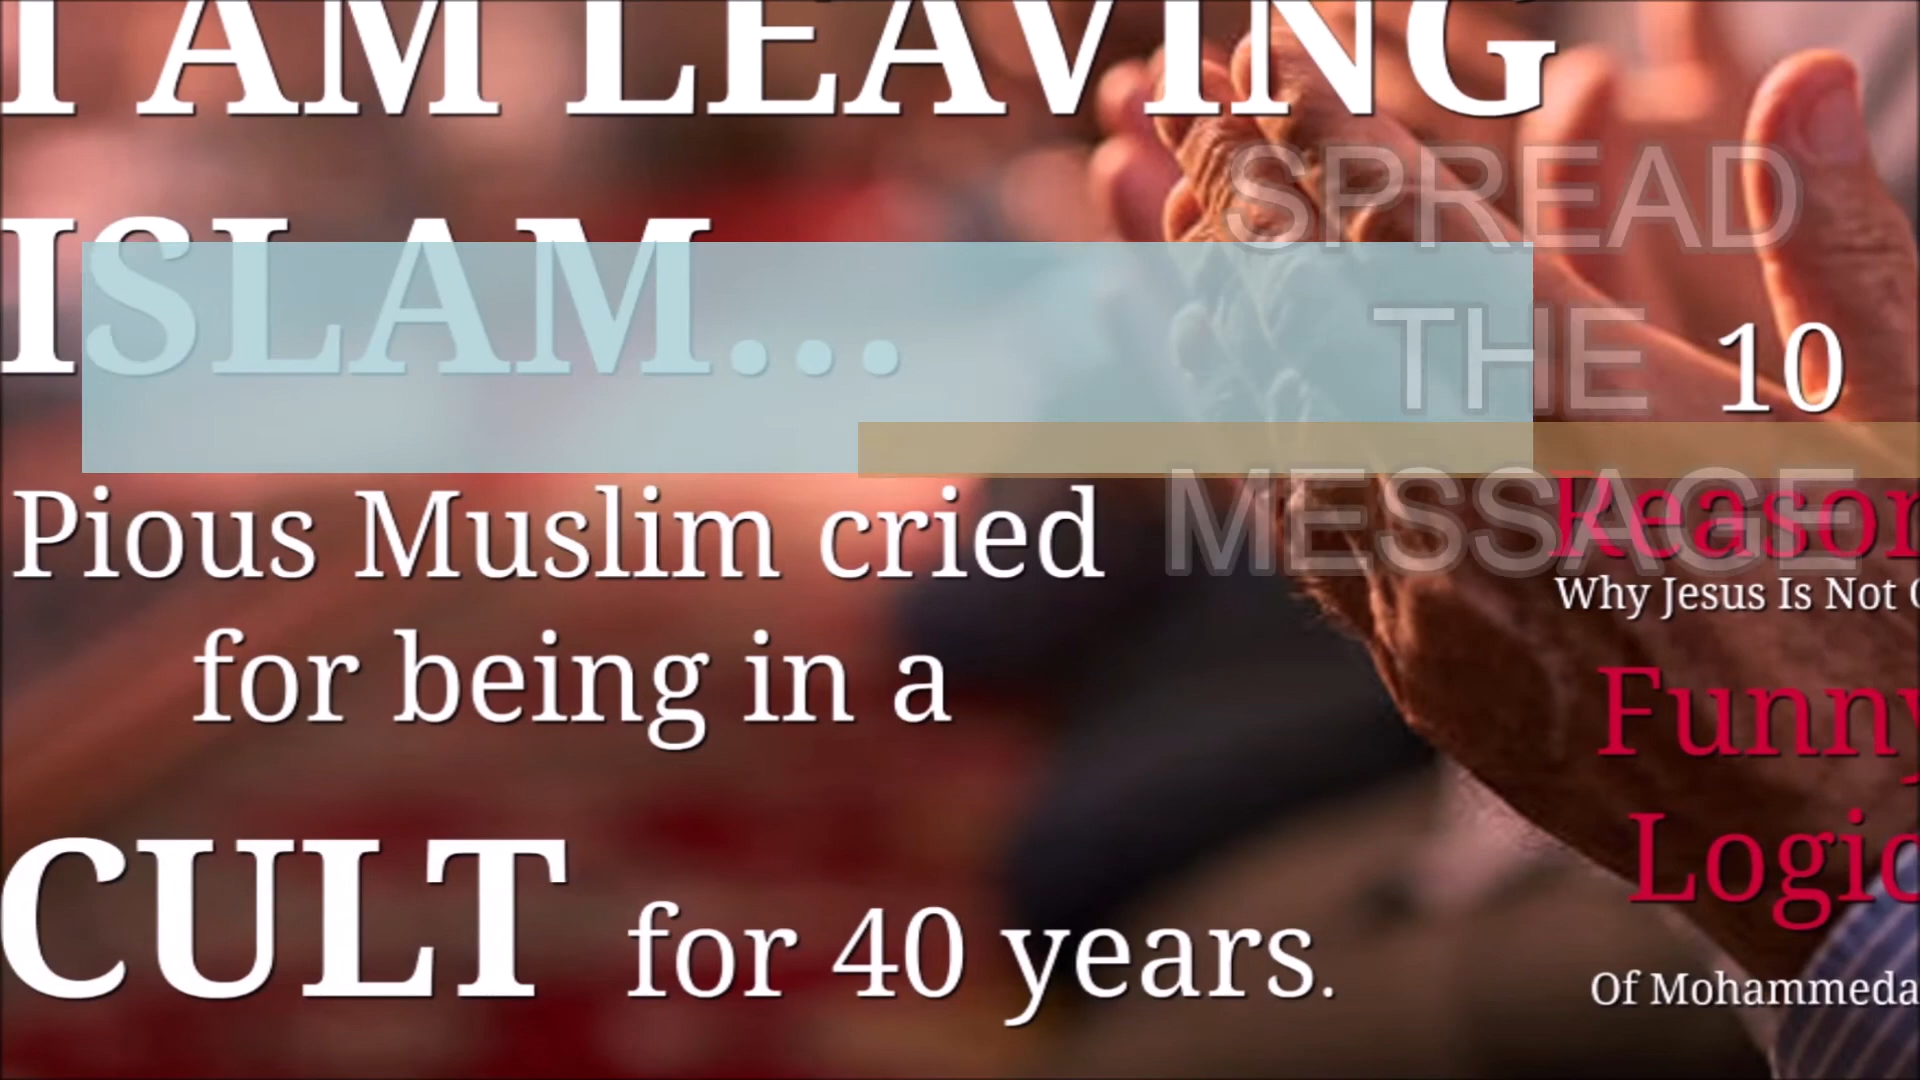 I AM LEAVING
ISLAM...
Pious Muslim cried
for being in a
CULT for 40 years.
SPREAD
THE
MESSAGE
10
Reason
Why Jesus Is Not
Funny
Logic
Of Mohammeda